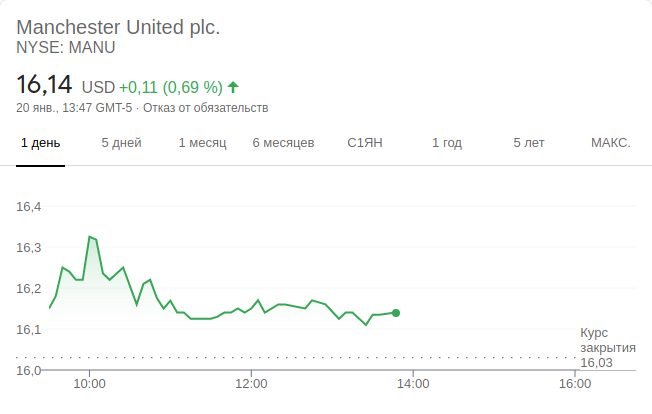 Manchester United plc.
NYSE: MANU
16,14 USD +0,11 (0,69 %)
20 янв., 13:47 GMT-5 · Отказ от обязательств
1 день 5 дней 1 месяц 6 месяцев С1ЯН 1 год 5 лет МАКС.
16,4
16,3
16,2
16,1
Курс
закрытия
16,03
16,0
10:00 12:00 14:00 16:00